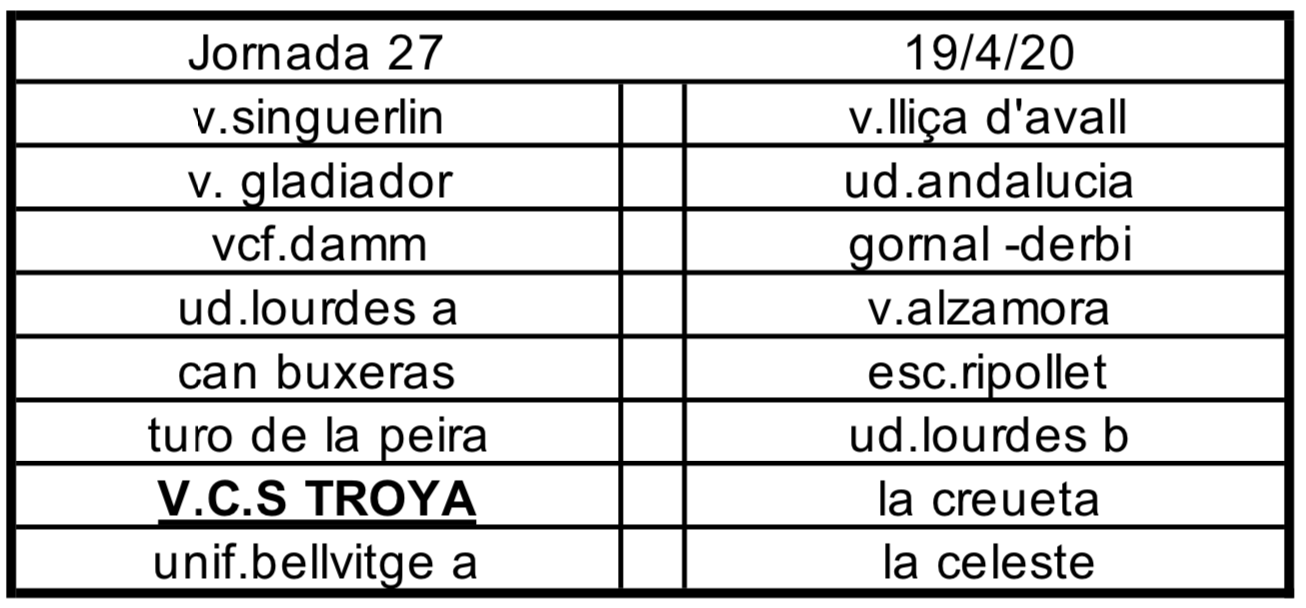 Jornada 27 19/4/20
v.singuerlin v.lliça d'avall
v. gladiador ud.andalucia
vcf.damm gornal -derbi
ud.lourdes a v.alzamora
can buxeras esc.ripollet
turo de la peira ud.lourdes b
V.C.S TROYA la creueta
unif.bellvitge a la celeste